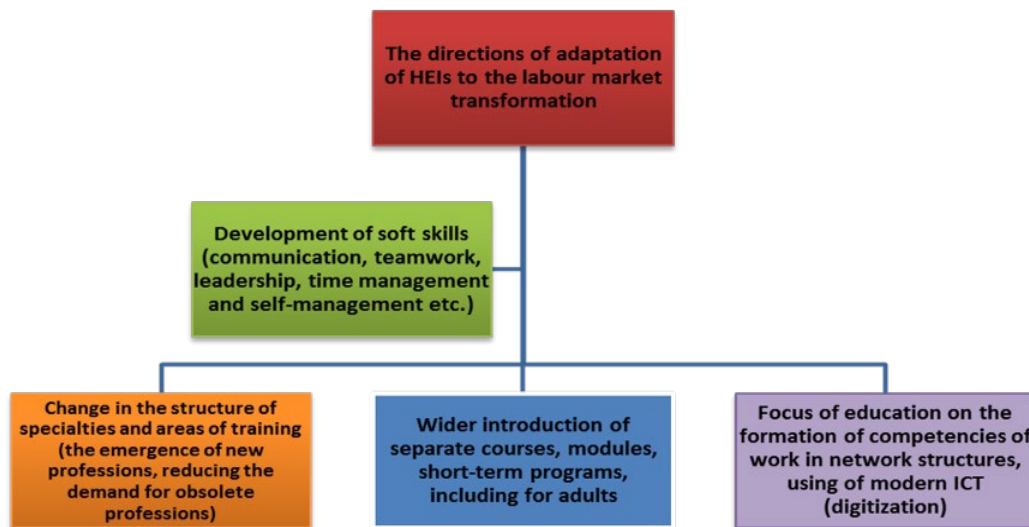 The directions of adaptation
of HEIs to the labour market
transformation
Development of soft skills
(communication, teamwork,
leadership, time management
and self-management etc.)
Change in the structure of
specialties and areas of training
(the emergence of new
professions, reducing the
demand for obsolete
professions)
Wider introduction of
separate courses, modules,
short-term programs,
including for adults
Focus of education on the
formation of competencies of
work in network structures,
using of modern ICT
(digitization)